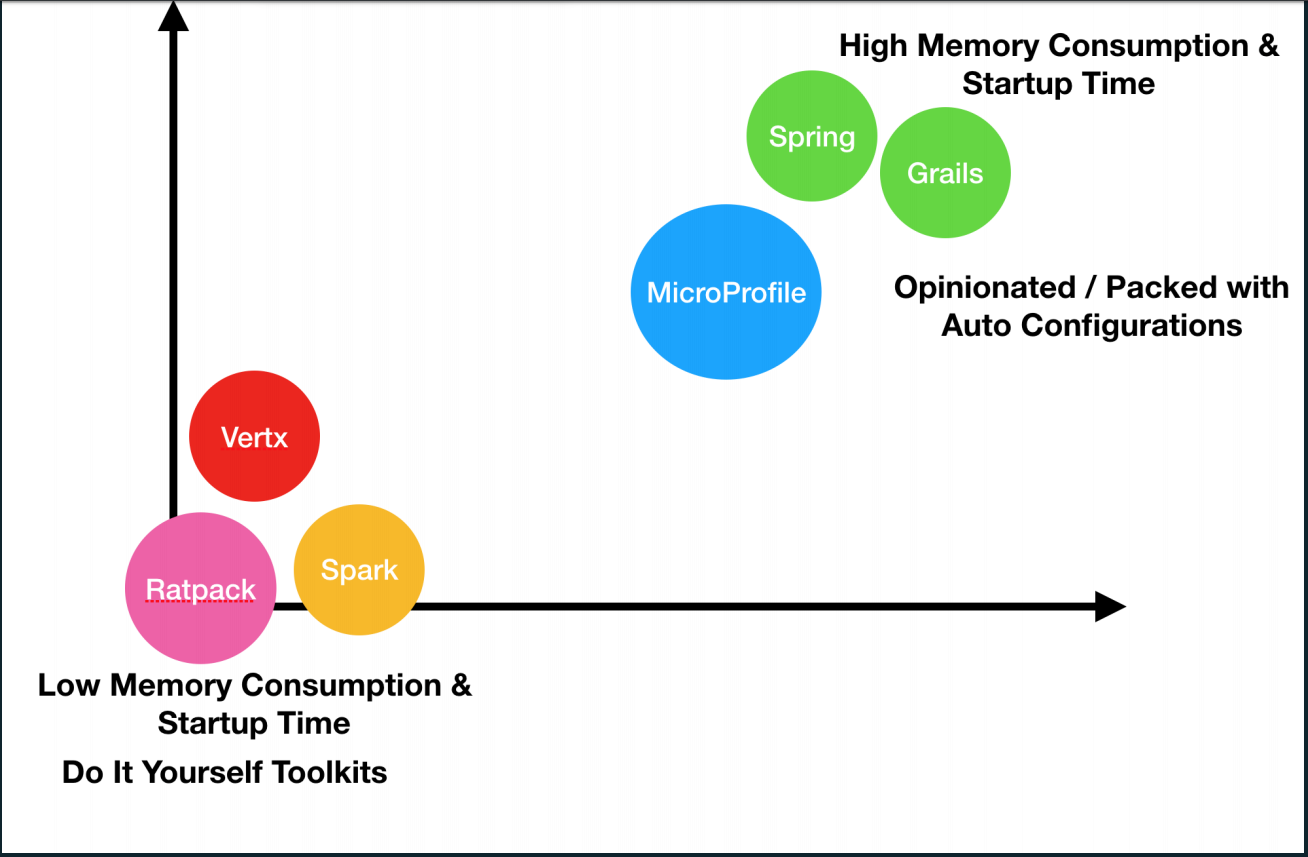 High Memory Consumption &
Startup Time
Spring
Grails
MicroProfile
Opinionated / Packed with
Auto Configurations
Vertx
Spark
Ratpack
Low Memory Consumption &
Startup Time
Do It Yourself Toolkits